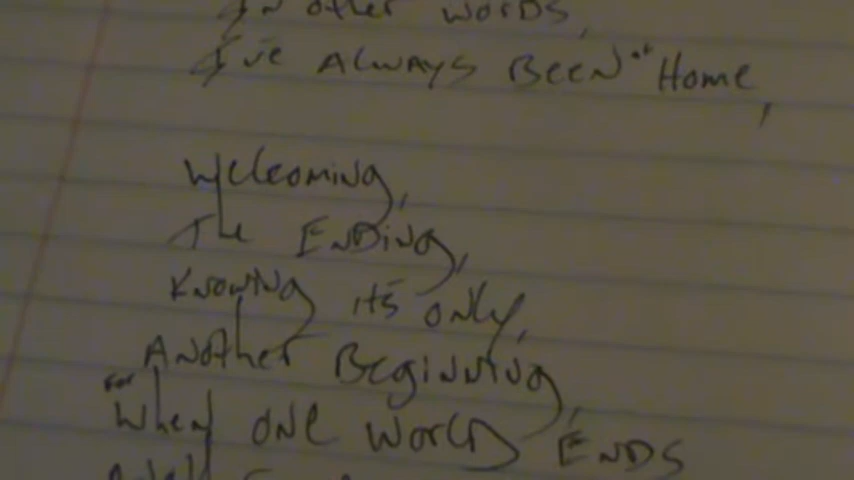 In other words,
I've Always Been "Home,
Welcoming,
The Ending,
Knowing its only,
Another Beginning,
"For
When one World ENDS